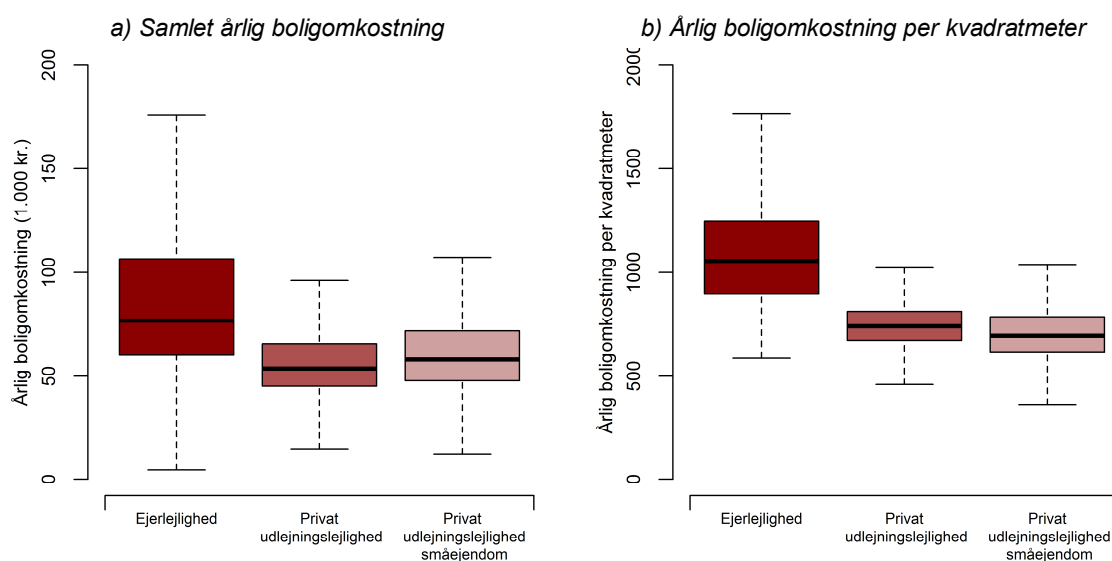 a) Samlet årlig boligomkostning
Årlig boligomkostning (1.000 kr.)
200
150
100
50
0
Ejerlejlighed
Privat
udlejningslejlighed
Privat
udlejningslejlighed
småejendom
b) Årlig boligomkostning per kvadratmeter
Årlig boligomkostning per kvadratmeter
2000
1500
1000
500
0
Ejerlejlighed
Privat
udlejningslejlighed
Privat
udlejningslejlighed
småejendom